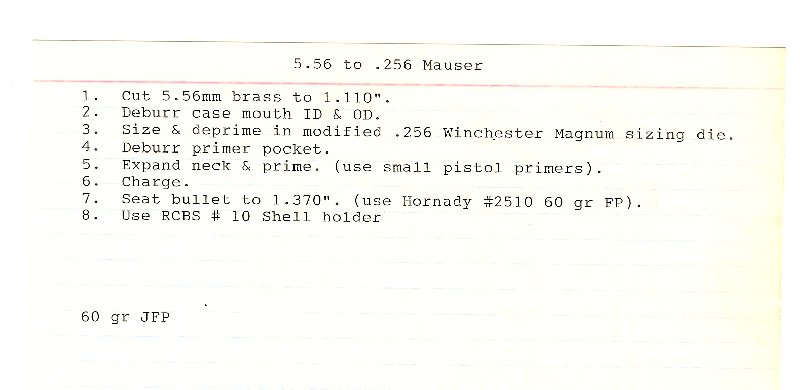 5.56 to .256 Mauser
1. Cut 5.56mm brass to 1.110".
2. Deburr case mouth ID & OD.
3. Size & deprime in modified .256 Winchester Magnum sizing die.
4. Deburr primer pocket.
5. Expand neck & prime. (use small pistol primers).
6. Charge.
7. Seat bullet to 1.370". (use Hornady #2510 60 gr FP).
8. Use RCBS # 10 Shell holder
60 gr JFP